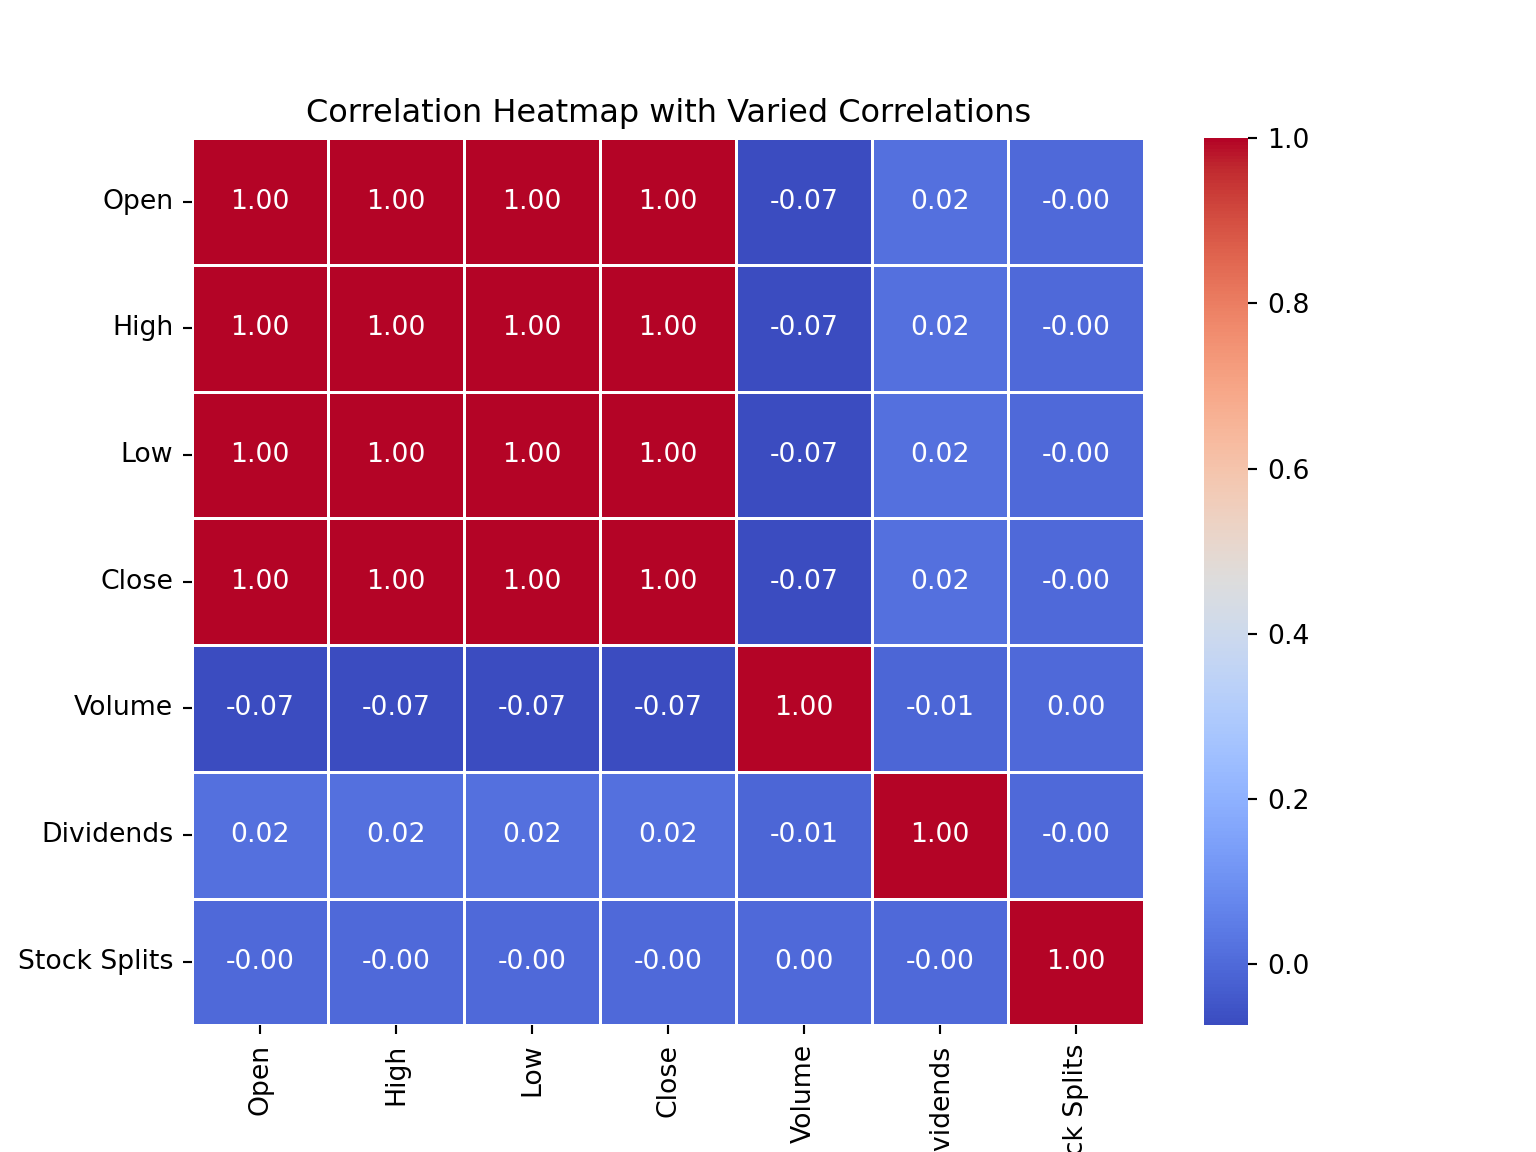 Correlation Heatmap with Varied Correlations
Open 1.00 1.00 1.00 1.00 -0.07 0.02 -0.00
High 1.00 1.00 1.00 1.00 -0.07 0.02 -0.00
Low 1.00 1.00 1.00 1.00 -0.07 0.02 -0.00
Close 1.00 1.00 1.00 1.00 -0.07 0.02 -0.00
Volume -0.07 -0.07 -0.07 -0.07 1.00 -0.01 0.00
Dividends 0.02 0.02 0.02 0.02 -0.01 1.00 -0.00
Stock Splits -0.00 -0.00 -0.00 -0.00 0.00 -0.00 1.00
Open High Low Close Volume vidends ck Splits
1.0
0.8
0.6
0.4
0.2
0.0